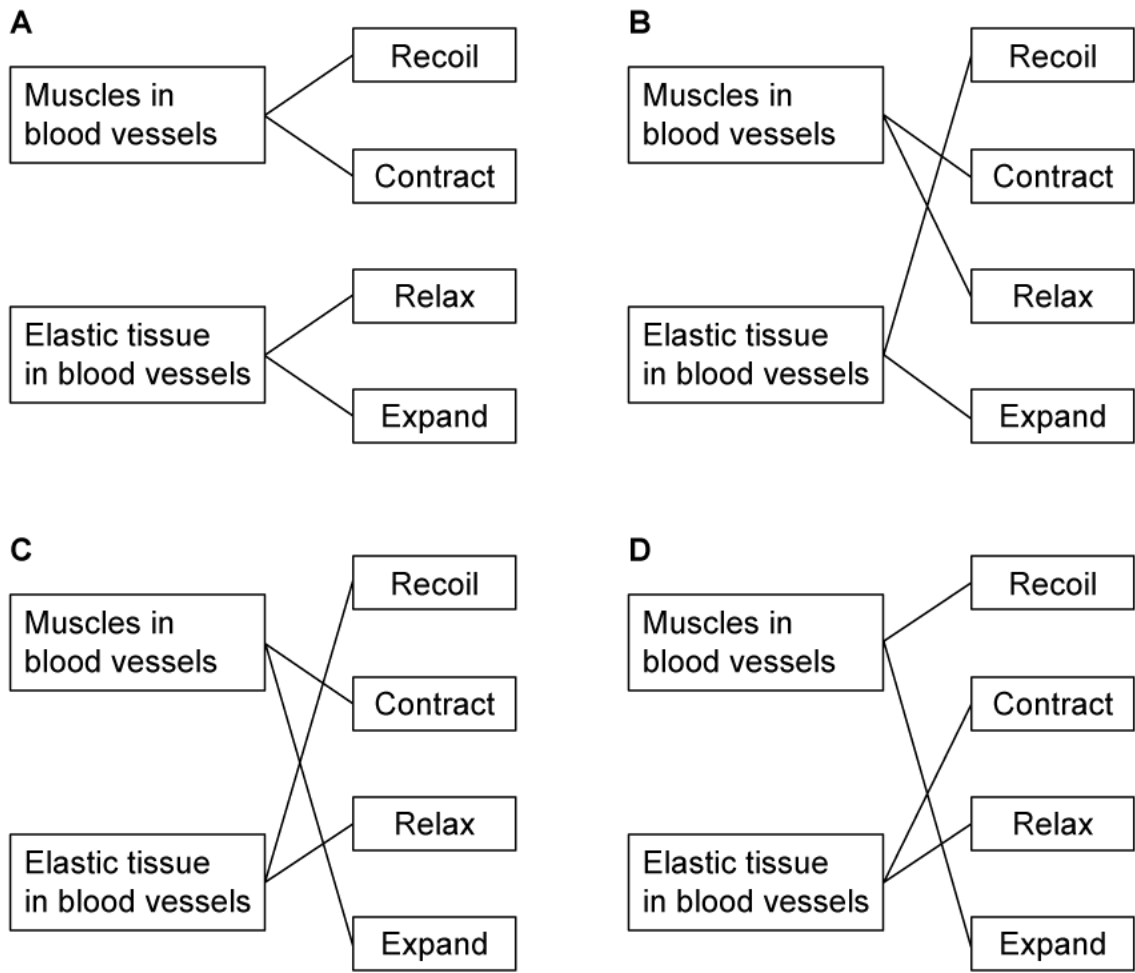 A
Muscles in
blood vessels
Elastic tissue
in blood vessels
Recoil
Contract
Relax
Expand
B
Muscles in
blood vessels
Elastic tissue
in blood vessels
Recoil
Contract
Relax
Expand
C
Muscles in
blood vessels
Elastic tissue
in blood vessels
Recoil
Contract
Relax
Expand
D
Muscles in
blood vessels
Elastic tissue
in blood vessels
Recoil
Contract
Relax
Expand